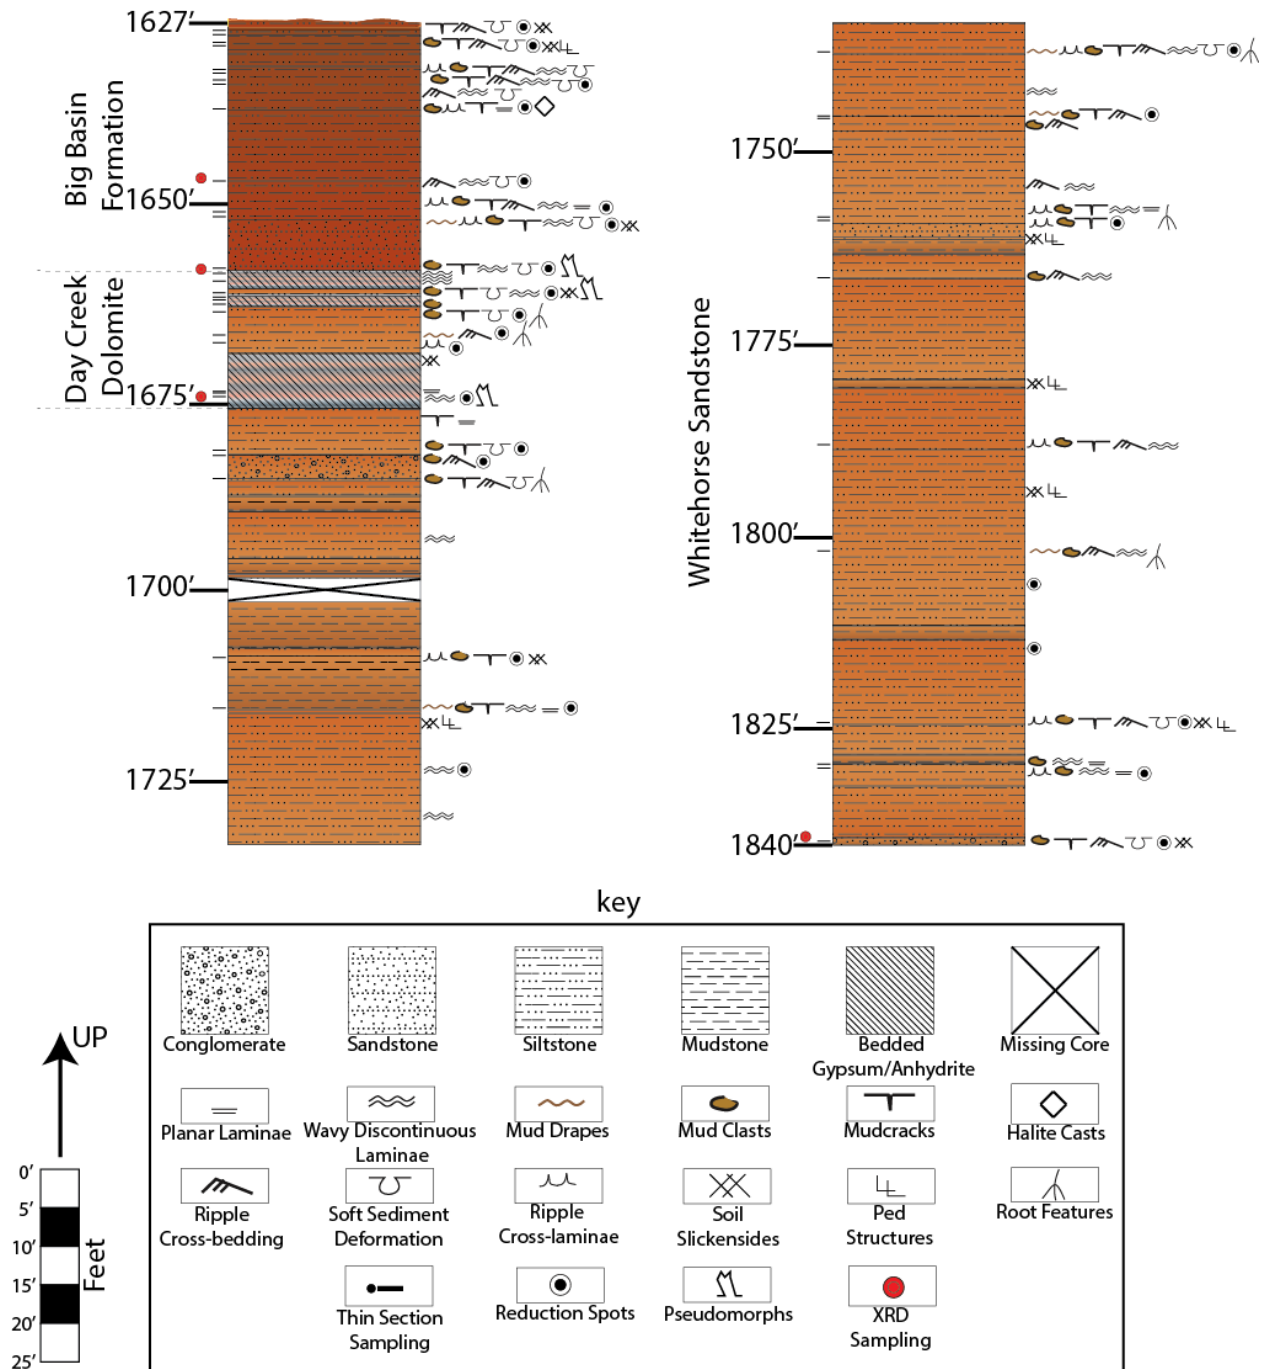 1627′
Big Basin
Formation
1650′
Day Creek
Dolomite
1675′
1700′
1725′
Whitehorse Sandstone
1750′
1775′
1800′
1825′
1840′
key
Conglomerate
Sandstone
Siltstone
Mudstone
Bedded
Gypsum/Anhydrite
Missing Core
Planar Laminae
Wavy Discontinuous
Laminae
Mud Drapes
Mud Clasts
Mudcracks
Halite Casts
Ripple
Cross-bedding
Soft Sediment
Deformation
Ripple
Cross-laminae
Soil
Slickensides
Ped
Structures
Root Features
Thin Section
Sampling
Reduction Spots
Pseudomorphs
XRD
Sampling
UP
0′
5′
10′
15′
20′
25′
Feet